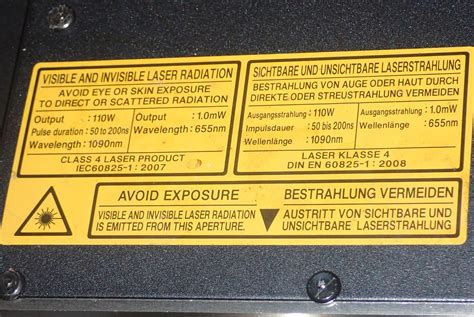 VISIBLE AND INVISIBLE LASER RADIATION
AVOID EYE OR SKIN EXPOSURE
TO DIRECT OR SCATTERED RADIATION
Output : 110W
Pulse duration : 50 to 200ns
Wavelength : 1090nm
Output : 1.0mW
Wavelength : 655nm
CLASS 4 LASER PRODUCT
IEC60825-1 : 2007
SICHTBARE UND UNSICHTBARE LASERSTRAHLUNG
BESTRAHLUNG VON AUGE ODER HAUT DURCH
DIREKTE ODER STREUSTRAHLUNG VERMEIDEN
Ausgangsstrahlung : 110W
Impulsdauer : 50 bis 200ns
Wellenlänge : 1090nm
Ausgangsstrahlung : 1.0mW
Wellenlänge : 655nm
LASER KLASSE 4
DIN EN 60825-1 : 2008
AVOID EXPOSURE
VISIBLE AND INVISIBLE LASER RADIATION
IS EMITTED FROM THIS APERTURE.
BESTRAHLUNG VERMEIDEN
AUSTRITT VON SICHTBARE UND
UNSICHTBARE LASERSTRAHLUNG